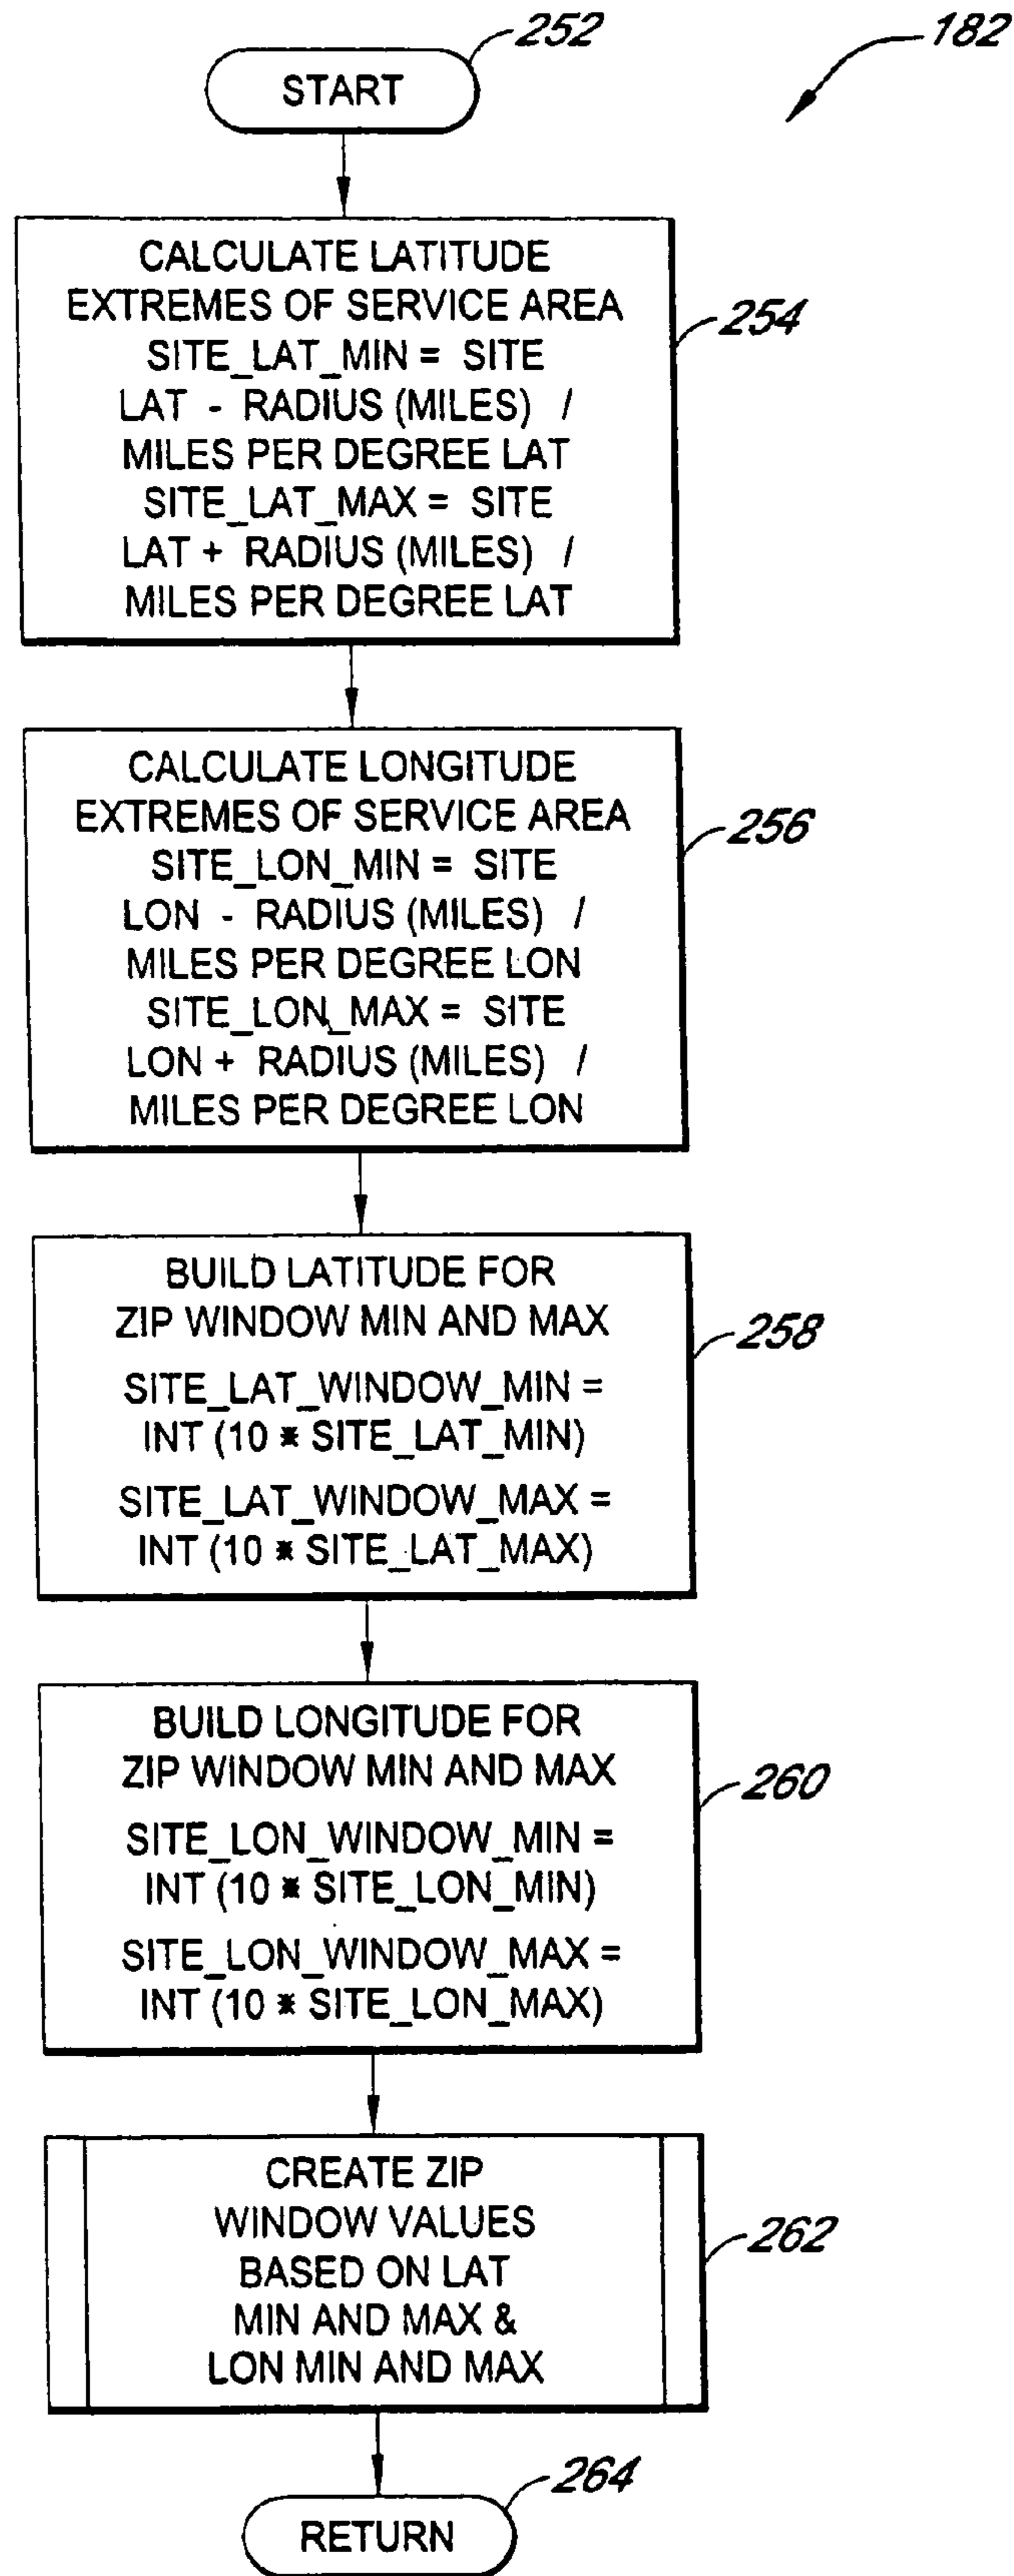 252
182
START
CALCULATE LATITUDE
EXTREMES OF SERVICE AREA
SITE_LAT_MIN = SITE
LAT - RADIUS (MILES) /
MILES PER DEGREE LAT
SITE_LAT_MAX = SITE
LAT + RADIUS (MILES) /
MILES PER DEGREE LAT
254
CALCULATE LONGITUDE
EXTREMES OF SERVICE AREA
SITE_LON_MIN = SITE
LON - RADIUS (MILES) /
MILES PER DEGREE LON
SITE_LON_MAX = SITE
LON + RADIUS (MILES) /
MILES PER DEGREE LON
256
BUILD LATITUDE FOR
ZIP WINDOW MIN AND MAX
SITE_LAT_WINDOW_MIN =
INT (10 * SITE_LAT_MIN)
SITE_LAT_WINDOW_MAX =
INT (10 * SITE_LAT_MAX)
258
BUILD LONGITUDE FOR
ZIP WINDOW MIN AND MAX
SITE_LON_WINDOW_MIN =
INT (10 * SITE_LON_MIN)
SITE_LON_WINDOW_MAX =
INT (10 * SITE_LON_MAX)
260
CREATE ZIP
WINDOW VALUES
BASED ON LAT
MIN AND MAX &
LON MIN AND MAX
262
264
RETURN